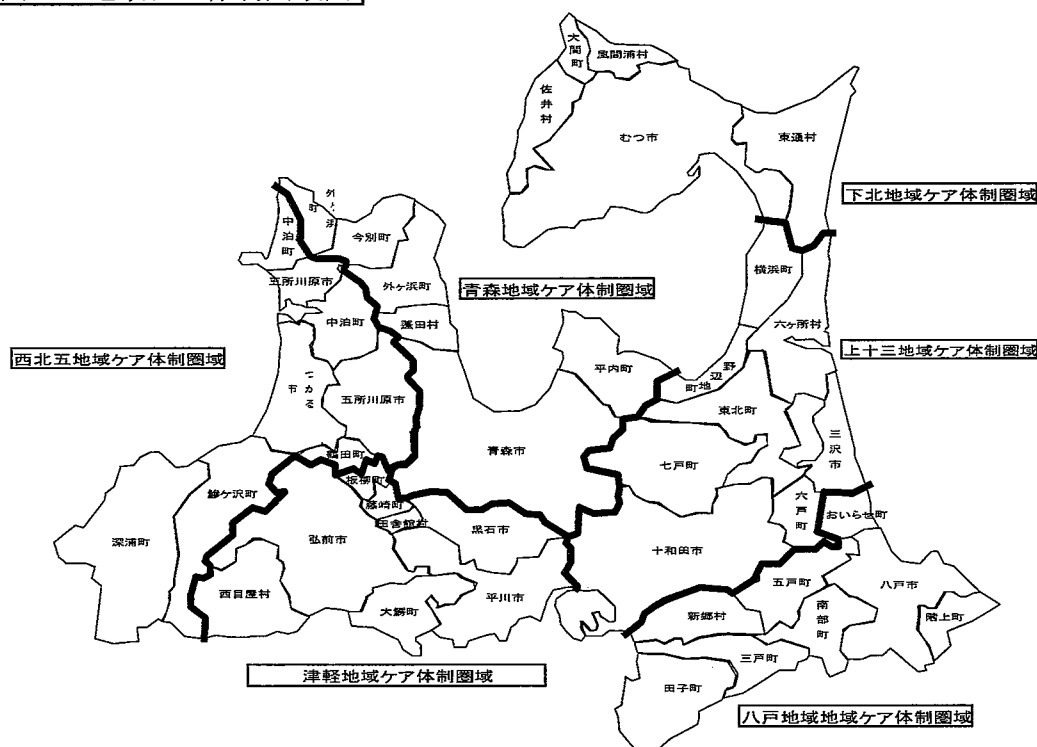 大間町
風間浦村
佐井村
むつ市
東通村
下北地域ケア体制圏域
外ヶ浜町
中泊町
今別町
横浜町
五所川原市
外ヶ浜町
青森地域ケア体制圏域
中泊町
蓬田村
六ヶ所村
上十三地域ケア体制圏域
西北五地域ケア体制圏域
平内町
野辺地町
つがる市
五所川原市
東北町
青森市
三沢市
鶴田町
七戸町
板柳町
鰺ヶ沢町
藤崎町
六戸町
おいらせ町
田舎館村
黒石市
深浦町
弘前市
十和田市
西目屋村
五戸町
八戸市
大鰐町
平川市
新郷村
南部町
階上町
三戸町
津軽地域ケア体制圏域
田子町
八戸地域地域ケア体制圏域